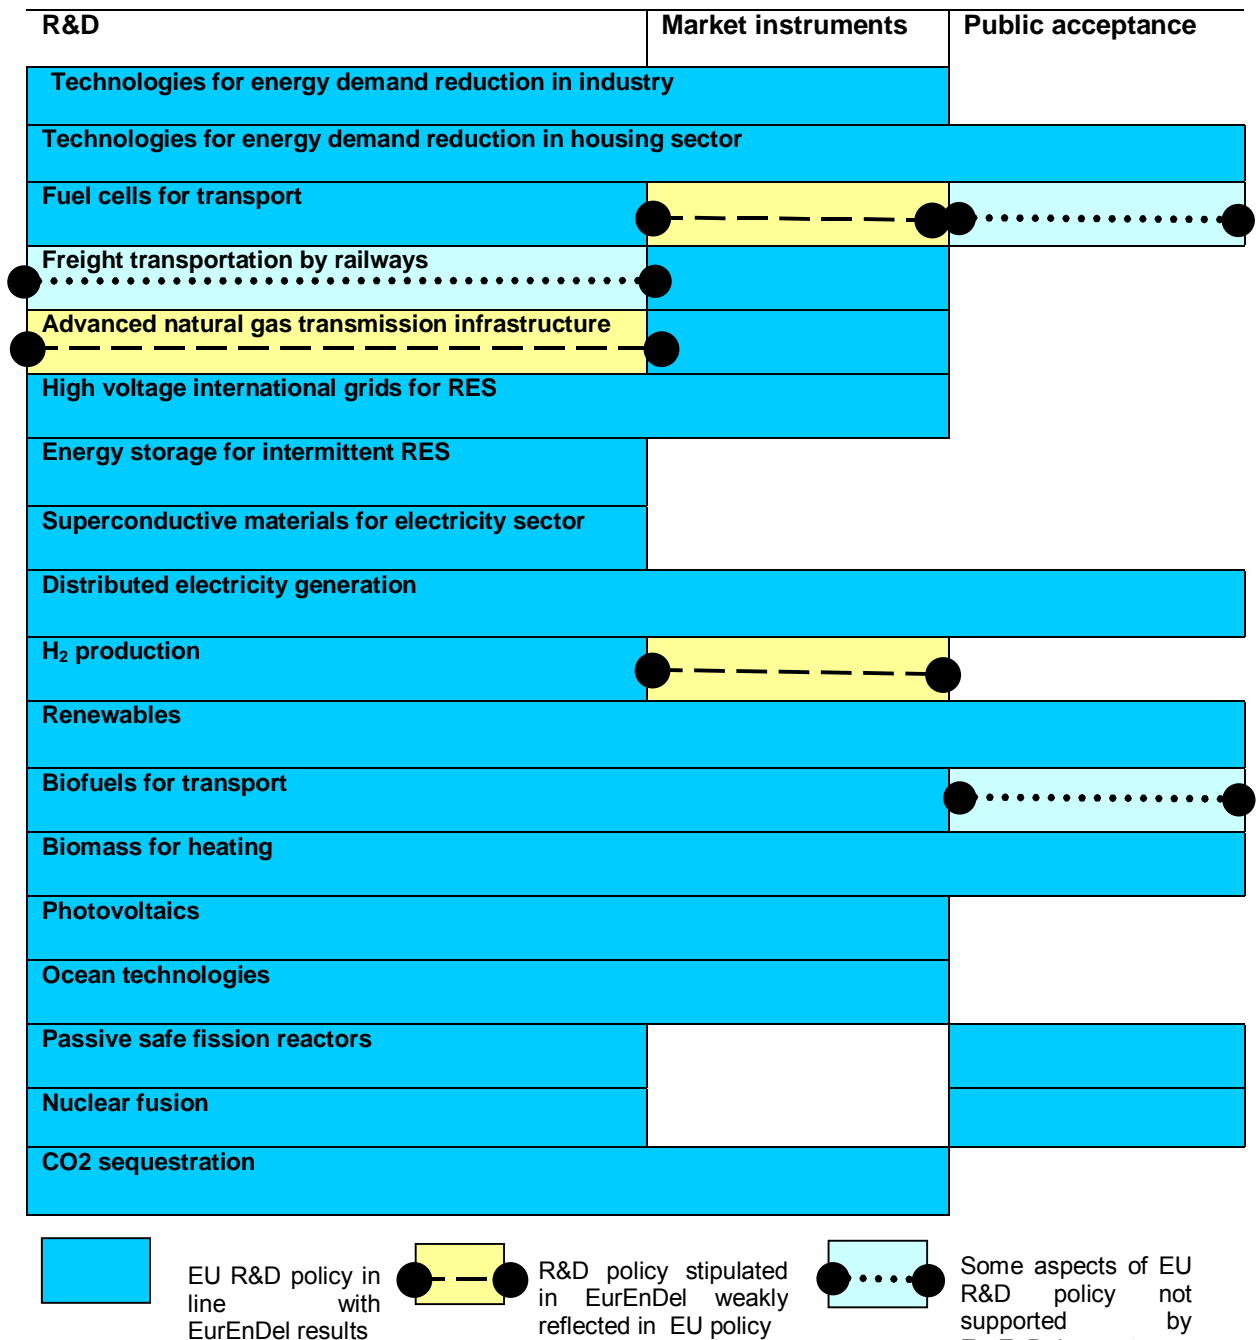 R&D
Market instruments
Public acceptance
Technologies for energy demand reduction in industry
Technologies for energy demand reduction in housing sector
Fuel cells for transport
Freight transportation by railways
Advanced natural gas transmission infrastructure
High voltage international grids for RES
Energy storage for intermittent RES
Superconductive materials for electricity sector
Distributed electricity generation
H₂ production
Renewables
Biofuels for transport
Biomass for heating
Photovoltaics
Ocean technologies
Passive safe fission reactors
Nuclear fusion
CO2 sequestration
EU R&D policy in
line with
EurEnDel results
R&D policy stipulated
in EurEnDel weakly
reflected in EU policy
Some aspects of EU
R&D policy not
supported by